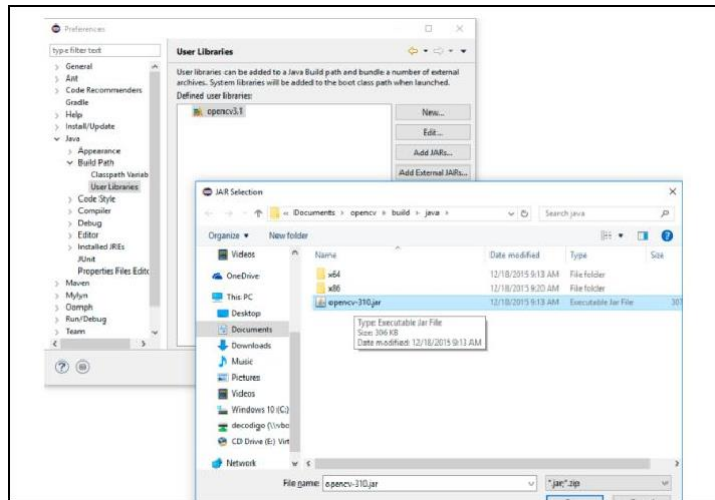 Preferences
type filter text
User Libraries
General
Ant
Code Recommenders
Gradle
Help
Install/Update
Java
Appearance
Build Path
Classpath Variab
User Libraries
Code Style
Compiler
Debug
Editor
Installed JREs
JUnit
Properties Files Editc
Maven
Mylyn
Oomph
Run/Debug
Team
User libraries can be added to a Java Build path and bundle a number of external
archives. System libraries will be added to the boot class path when launched.
Defined user libraries:
opencv3.1
New...
Edit...
Add JARs...
Add External JARs...
JAR Selection
« Documents › opencv › build › java ›
Search java
Organize
New folder
Name
Date modified
Type
Size
x64
12/18/2015 9:13 AM
File folder
x86
12/18/2015 9:20 AM
File folder
opencv-310.jar
12/18/2015 9:13 AM
Executable Jar File
307
Type: Executable Jar File
Size: 306 KB
Date modified: 12/18/2015 9:13 AM
Videos
OneDrive
This PC
Desktop
Documents
Downloads
Music
Pictures
Videos
Windows 10 (C:)
decodigo (\\vbo
CD Drive (E:) Virt
Network
File name:
opencv-310.jar
*.jar;*.zip